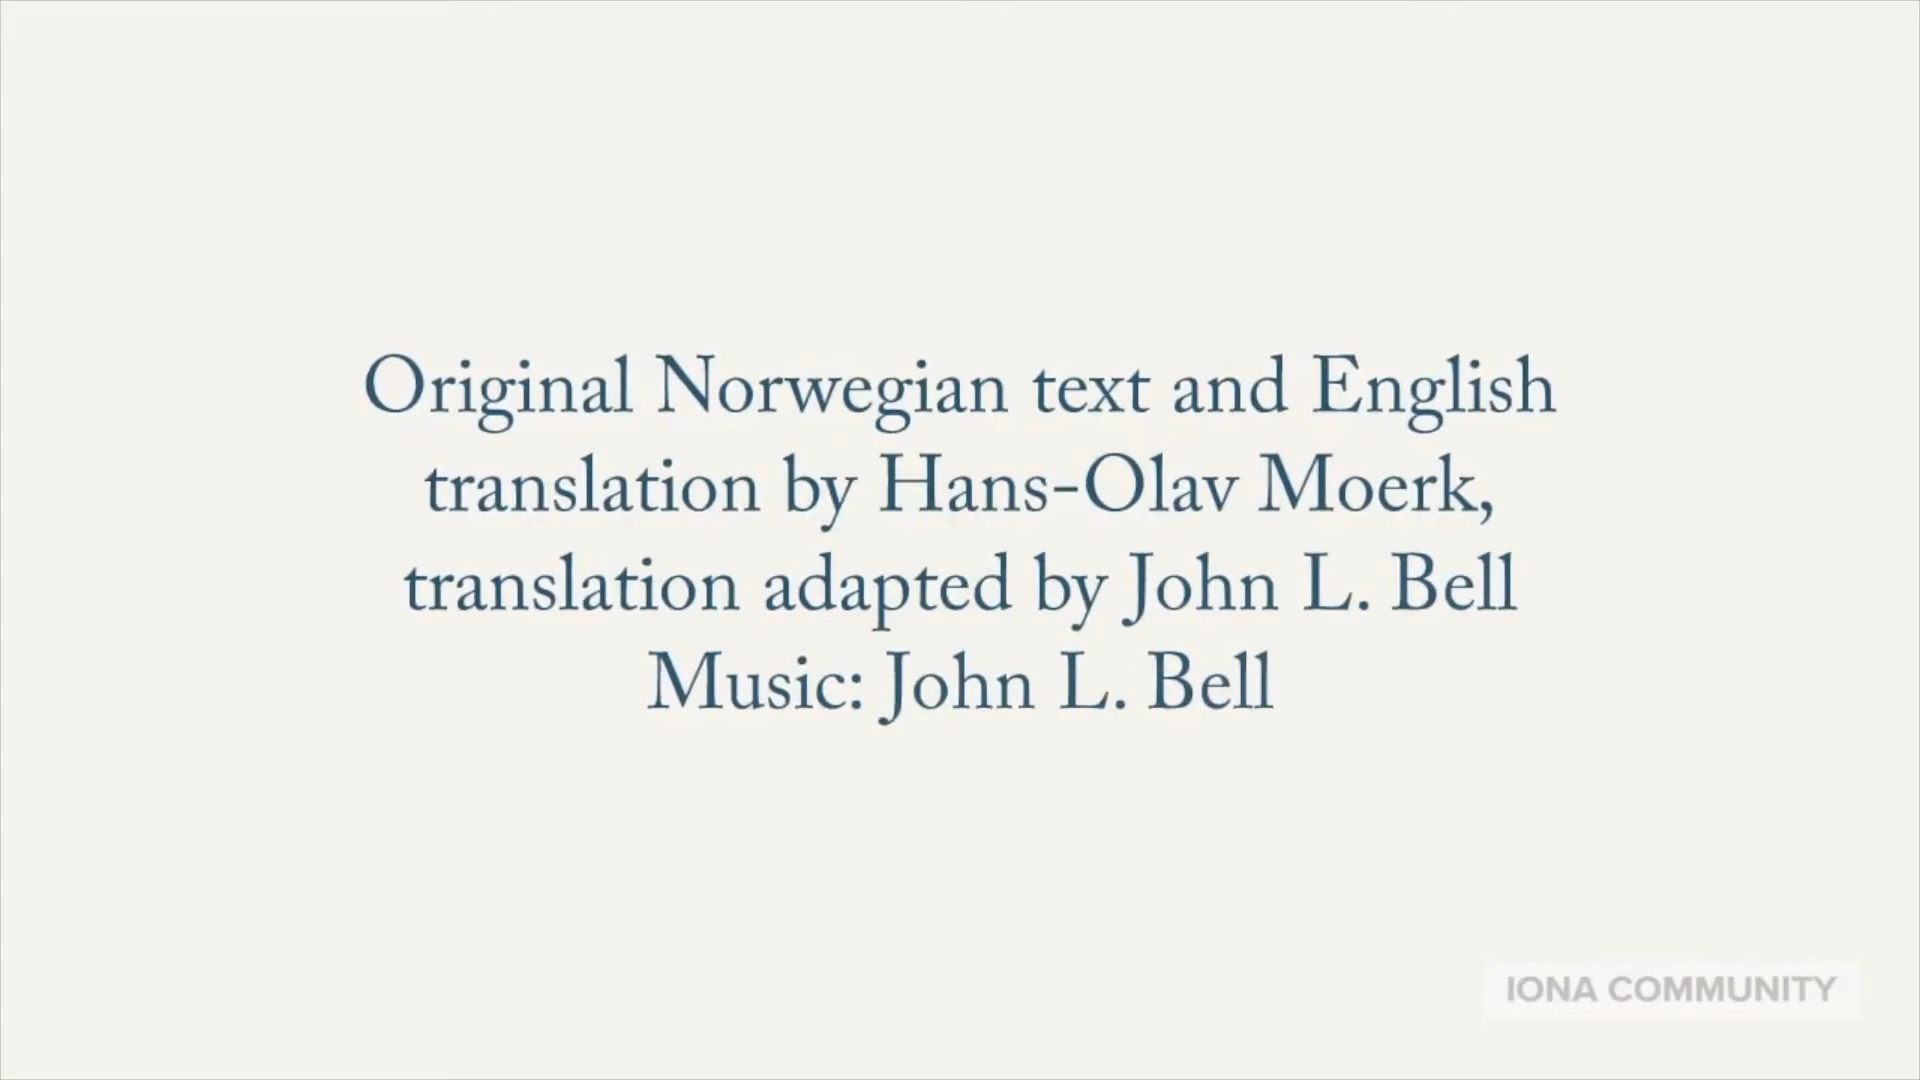 Original Norwegian text and English
translation by Hans-Olav Moerk,
translation adapted by John L. Bell
Music: John L. Bell
IONA COMMUNITY